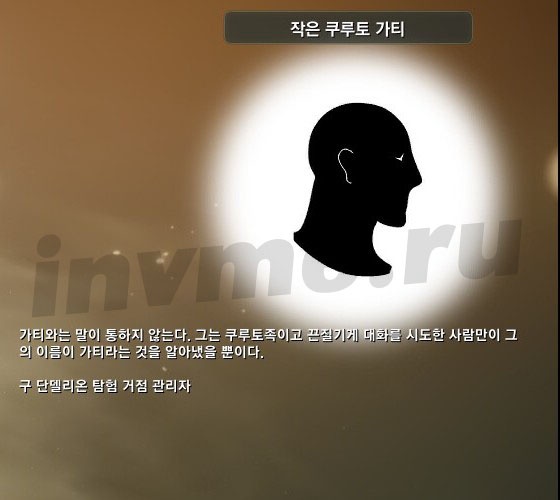 작은 쿠루토 가티
invmo.ru
가티와는 말이 통하지 않는다. 그는 쿠루토족이고 끈질기게 대화를 시도한 사람만이 그
의 이름이 가티라는 것을 알아냈을 뿐이다.
구 단델리온 탐험 거점 관리자